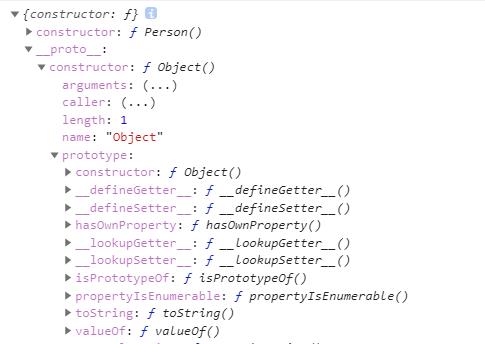 ▼ {constructor: ƒ} i
▶ constructor: ƒ Person()
▼ __proto__:
▼ constructor: ƒ Object()
arguments: (...)
caller: (...)
length: 1
name: "Object"
▼ prototype:
▶ constructor: ƒ Object()
▶ __defineGetter__: ƒ __defineGetter__()
▶ __defineSetter__: ƒ __defineSetter__()
▶ hasOwnProperty: ƒ hasOwnProperty()
▶ __lookupGetter__: ƒ __lookupGetter__()
▶ __lookupSetter__: ƒ __lookupSetter__()
▶ isPrototypeOf: ƒ isPrototypeOf()
▶ propertyIsEnumerable: ƒ propertyIsEnumerable()
▶ toString: ƒ toString()
▶ valueOf: ƒ valueOf()